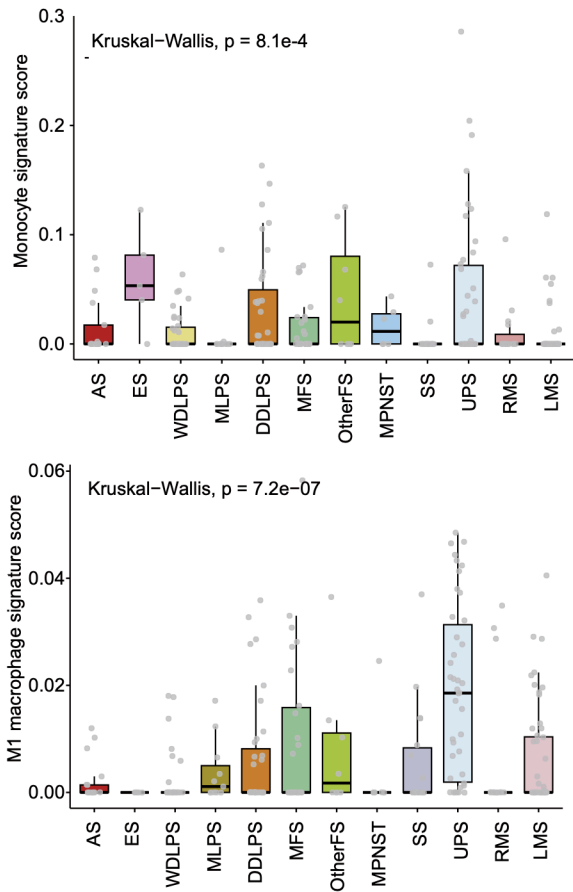 Monocyte signature score
Kruskal−Wallis, p = 8.1e-4
0.3
0.2
0.1
0.0
AS
ES
WDLPS
MLPS
DDLPS
MFS
OtherFS
MPNST
SS
UPS
RMS
LMS
M1 macrophage signature score
Kruskal−Wallis, p = 7.2e−07
0.06
0.04
0.02
0.00
AS
ES
WDLPS
MLPS
DDLPS
MFS
OtherFS
MPNST
SS
UPS
RMS
LMS